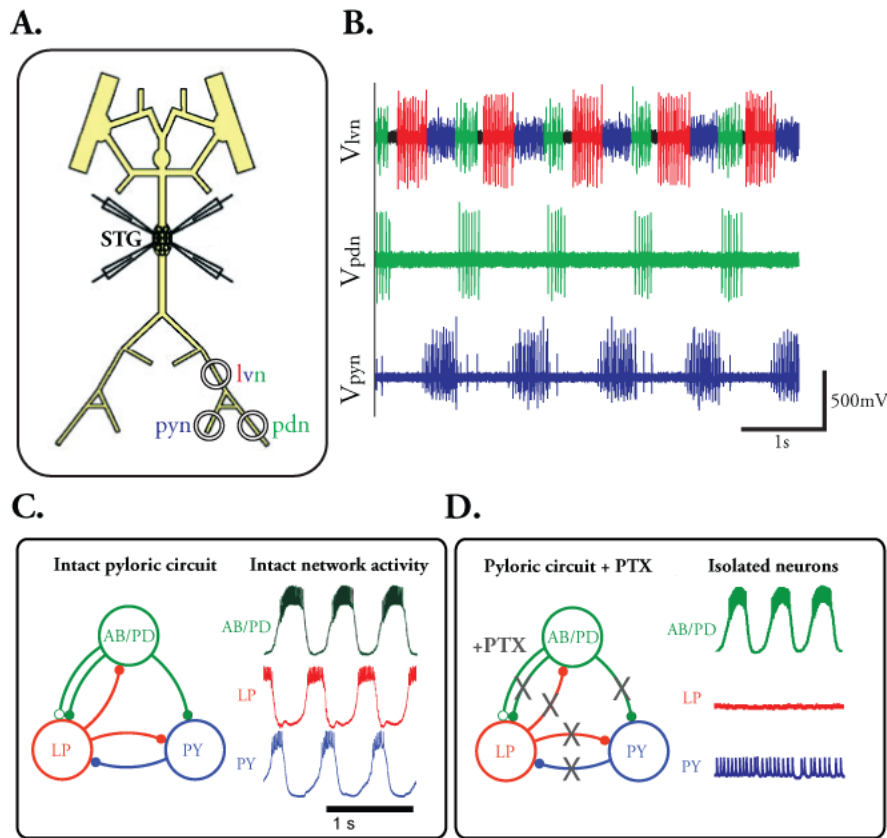 A.
STG
lvn
pyn
pdn
B.
Vlvn
Vpdn
Vpyn
500mV
1s
C.
Intact pyloric circuit
Intact network activity
AB/PD
LP
PY
AB/PD
LP
PY
1 s
D.
Pyloric circuit + PTX
Isolated neurons
+PTX
AB/PD
LP
PY
X
X
X
X
X
AB/PD
LP
PY